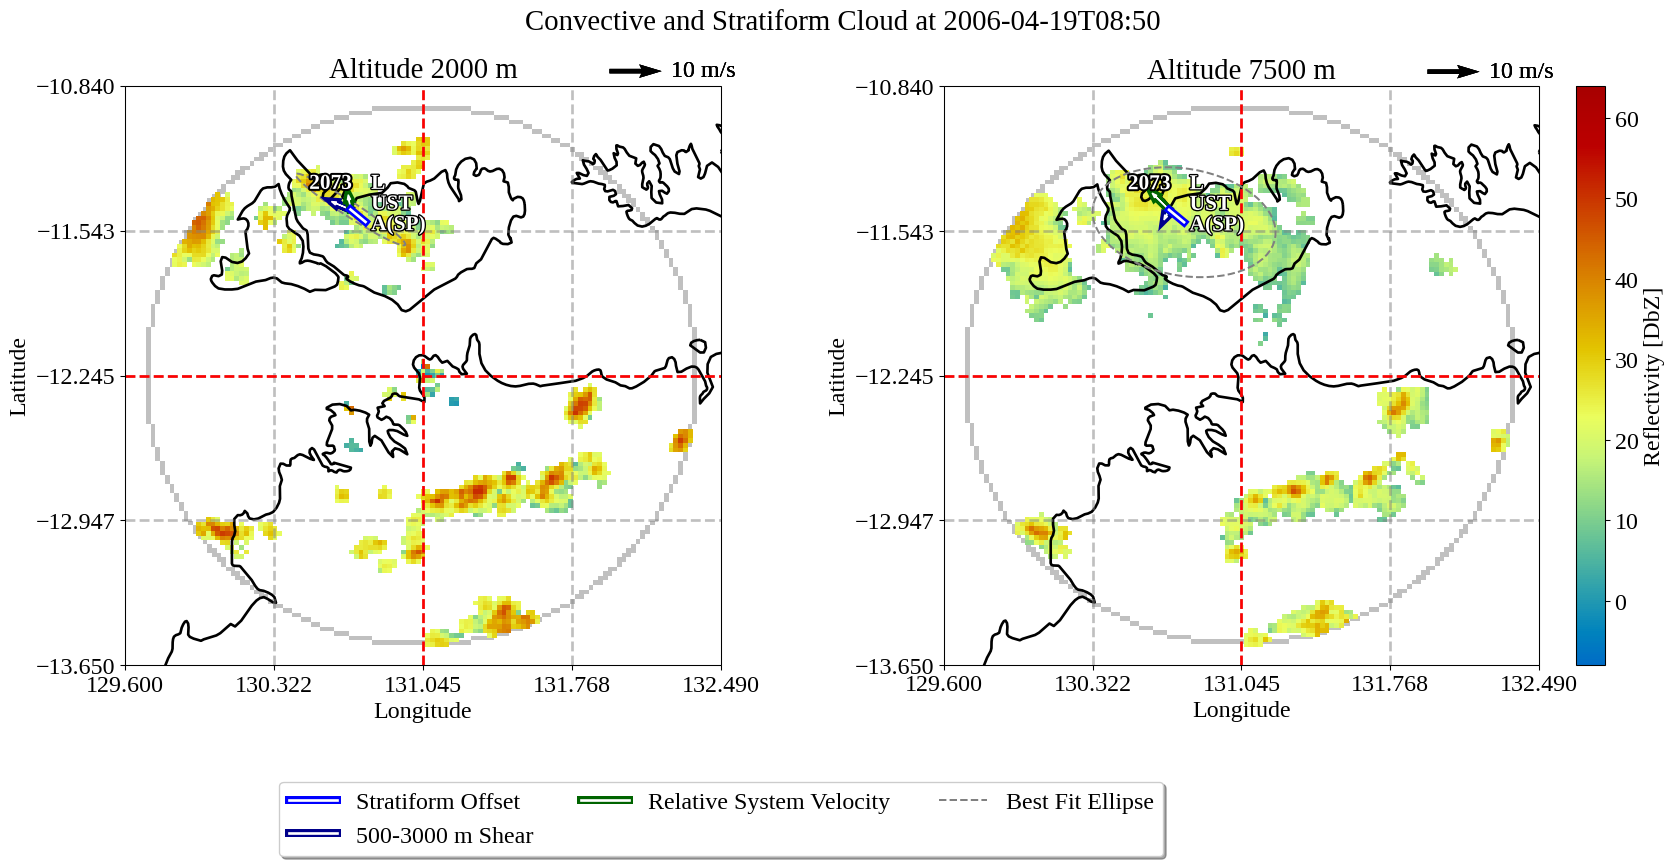 Convective and Stratiform Cloud at 2006-04-19T08:50
Altitude 2000 m
10 m/s
−10.840
−11.543
−12.245
−12.947
−13.650
Latitude
129.600
130.322
131.045
131.768
132.490
Longitude
2073
L
UST
A(SP)
Altitude 7500 m
10 m/s
−10.840
−11.543
−12.245
−12.947
−13.650
Latitude
129.600
130.322
131.045
131.768
132.490
Longitude
2073
L
UST
A(SP)
60
50
40
30
20
10
0
Reflectivity [DbZ]
Stratiform Offset
500-3000 m Shear
Relative System Velocity
Best Fit Ellipse